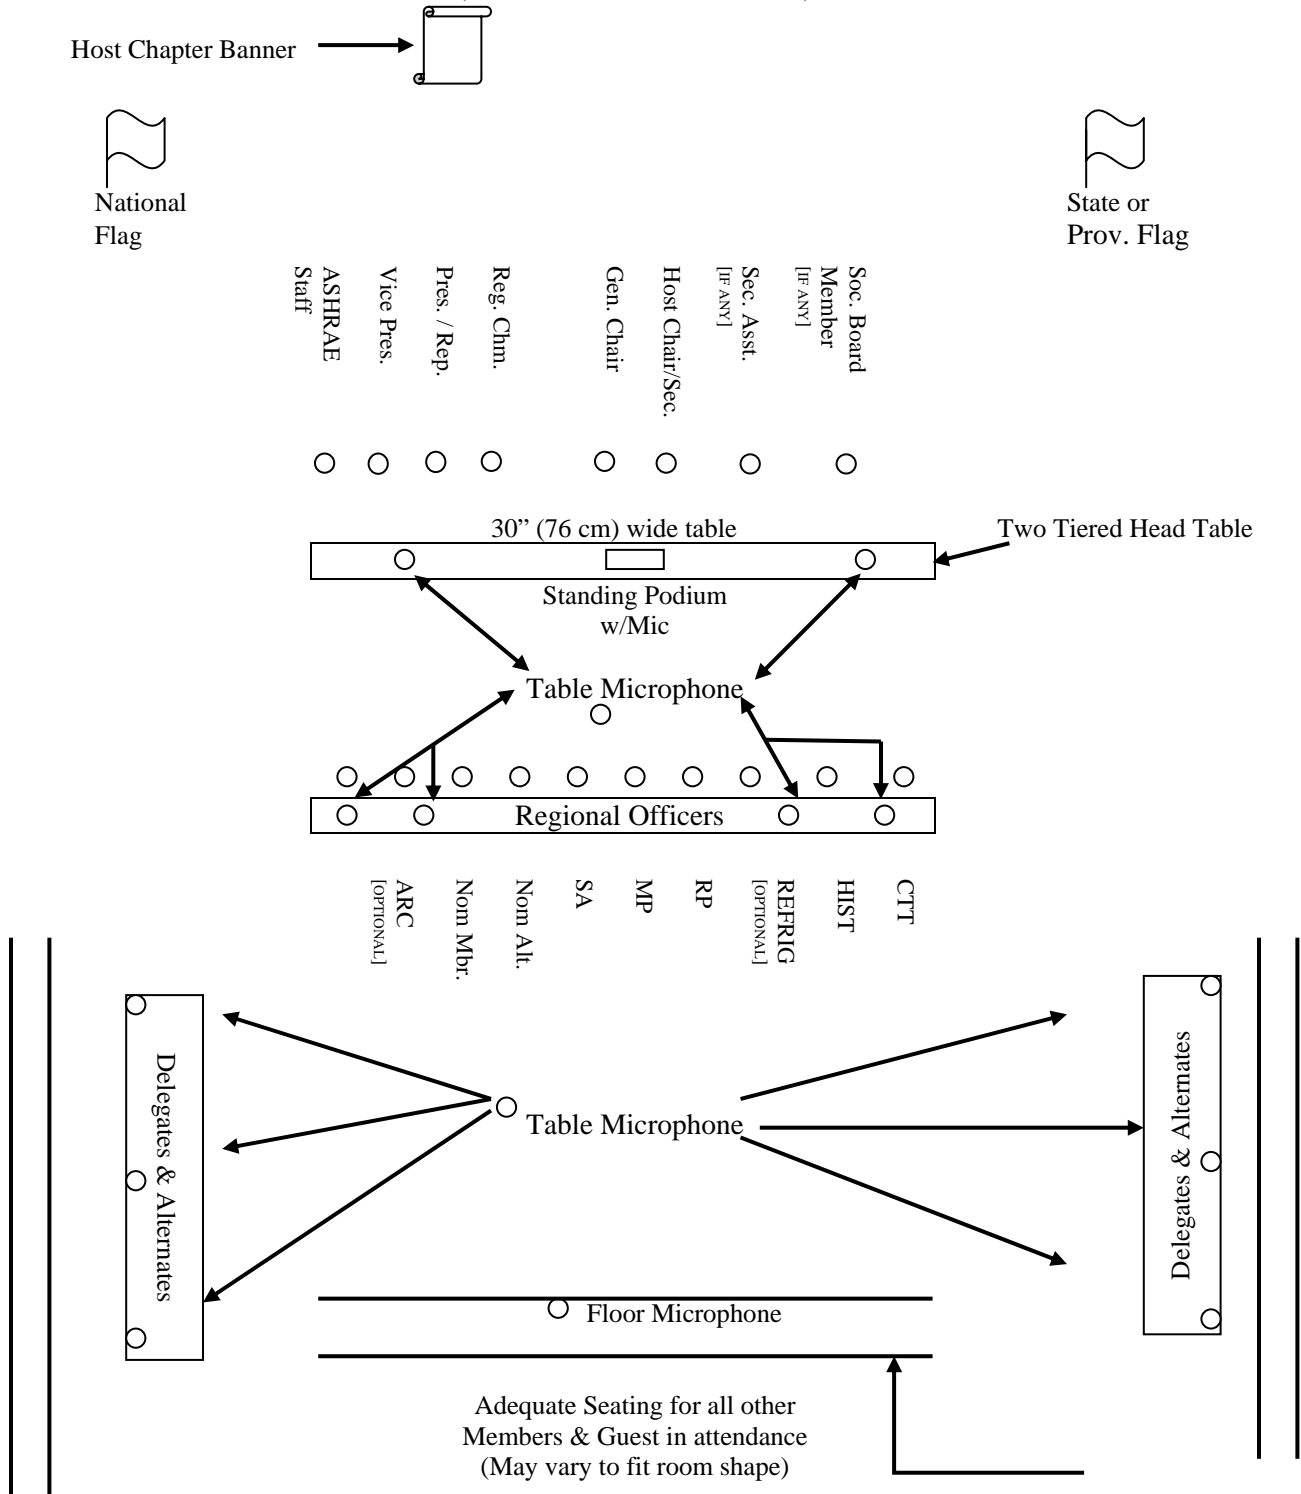 Host Chapter Banner
National
Flag
State or
Prov. Flag
ASHRAE
Staff
Vice Pres.
Pres. / Rep.
Reg. Chm.
Gen. Chair
Host Chair/Sec.
Sec. Asst.
[IF ANY]
Soc. Board
Member
[IF ANY]
30” (76 cm) wide table
Two Tiered Head Table
Standing Podium
w/Mic
Table Microphone
Regional Officers
ARC
[OPTIONAL]
Nom Mbr.
Nom Alt.
SA
MP
RP
REFRIG
[OPTIONAL]
HIST
CTT
Delegates & Alternates
Table Microphone
Delegates & Alternates
Floor Microphone
Adequate Seating for all other
Members & Guest in attendance
(May vary to fit room shape)